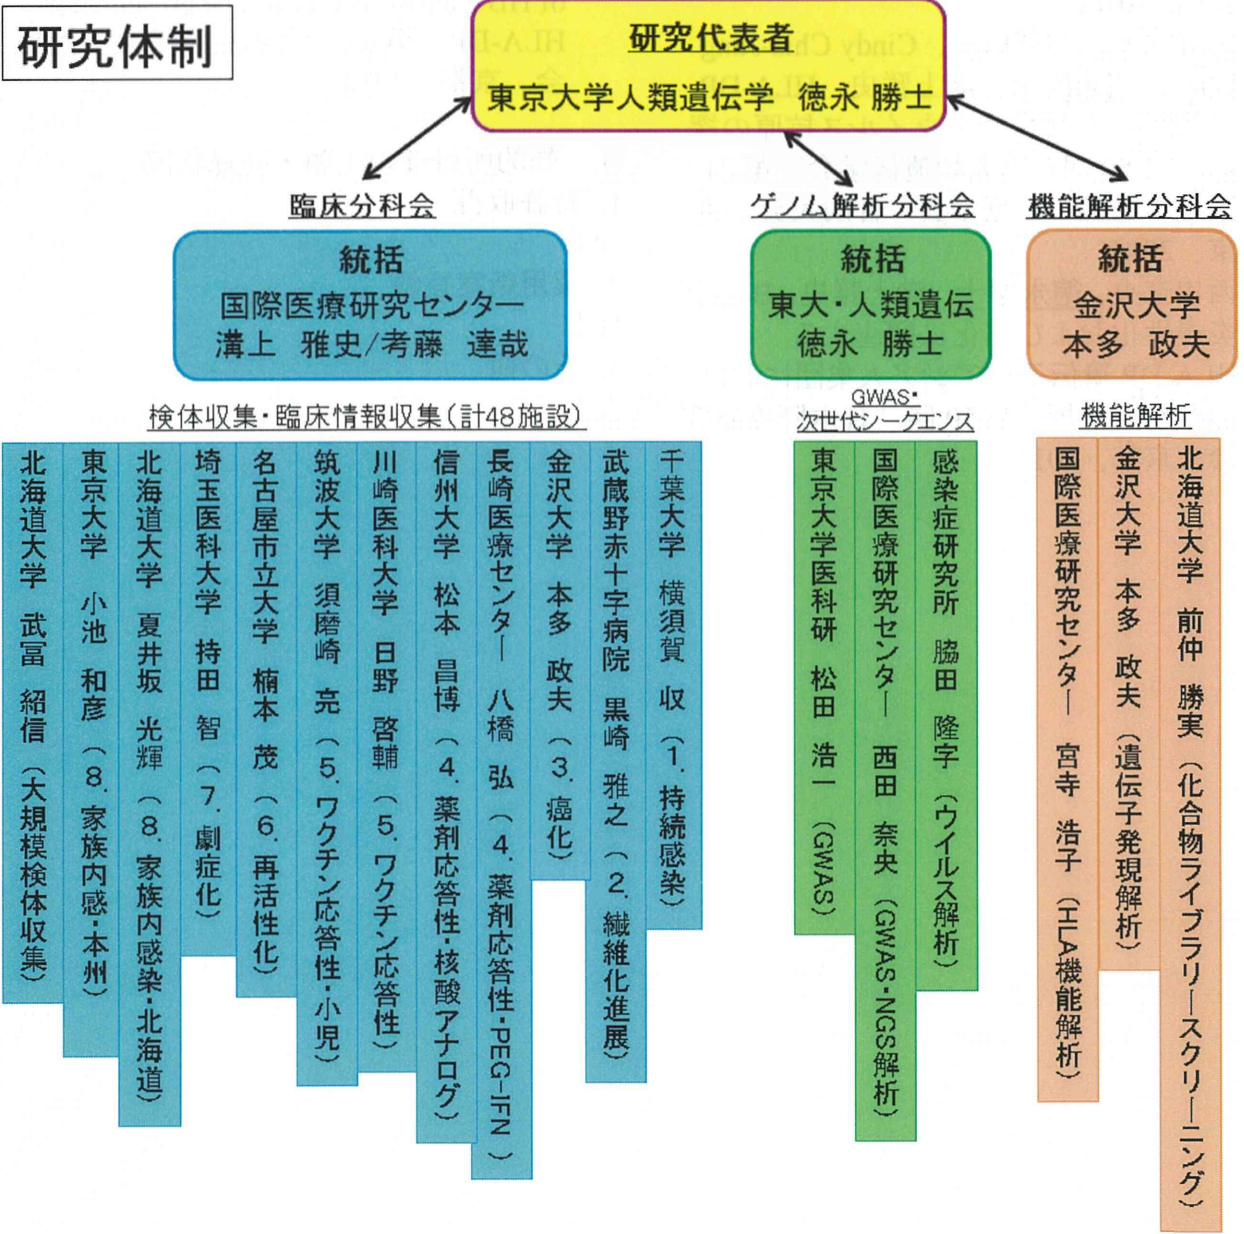 研究体制
研究代表者
東京大学人類遺伝学 徳永 勝士
臨床分科会
統括
国際医療研究センター
溝上 雅史/考藤 達哉
検体収集・臨床情報収集(計48施設)
千葉大学 横須賀 收 (1. 持続感染)
武蔵野赤十字病院 黒崎 雅之 (2. 繊維化進展)
金沢大学 本多 政夫 (3. 癌化)
長崎医療センター 八橋 弘 (4. 薬剤応答性・PEG-IFN)
信州大学 松本 昌博 (4. 薬剤応答性・核酸アナログ)
川崎医科大学 日野 啓輔 (5. ワクチン応答性)
筑波大学 須磨崎 亮 (5. ワクチン応答性・小児)
名古屋市立大学 楠本 茂 (6. 再活性化)
埼玉医科大学 持田 智 (7. 劇症化)
北海道大学 夏井坂 光輝 (8. 家族内感染・北海道)
東京大学 小池 和彦 (8. 家族内感・本州)
北海道大学 武冨 紹信 (大規模検体収集)
ゲノム解析分科会
統括
東大・人類遺伝
徳永 勝士
GWAS・
次世代シークエンス
感染症研究所 脇田 隆字 (ウイルス解析)
国際医療研究センター 西田 奈央 (GWAS・NGS解析)
東京大学医科研 松田 浩一 (GWAS)
機能解析分科会
統括
金沢大学
本多 政夫
機能解析
北海道大学 前仲 勝実 (化合物ライブラリースクリーニング)
金沢大学 本多 政夫 (遺伝子発現解析)
国際医療研究センター 宮寺 浩子 (HLA機能解析)